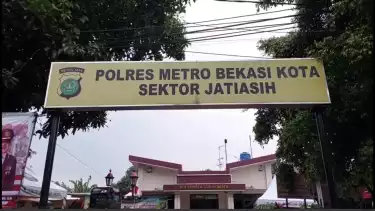 POLRES METRO BEKASI KOTA
SEKTOR JATIASIH